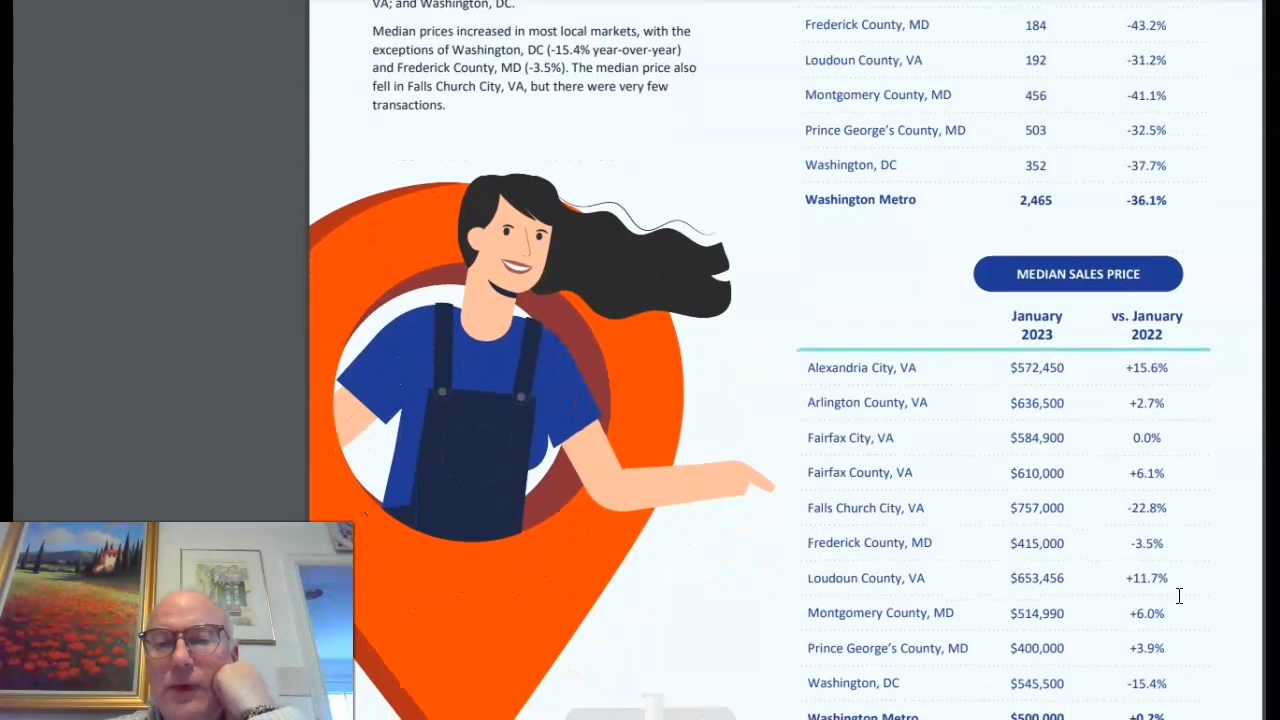 VA; and Washington, DC.
Median prices increased in most local markets, with the
exceptions of Washington, DC (-15.4% year-over-year)
and Frederick County, MD (-3.5%). The median price also
fell in Falls Church City, VA, but there were very few
transactions.
Frederick County, MD 184 -43.2%
Loudoun County, VA 192 -31.2%
Montgomery County, MD 456 -41.1%
Prince George's County, MD 503 -32.5%
Washington, DC 352 -37.7%
Washington Metro 2,465 -36.1%
MEDIAN SALES PRICE
January vs. January
2023 2022
Alexandria City, VA $572,450 +15.6%
Arlington County, VA $636,500 +2.7%
Fairfax City, VA $584,900 0.0%
Fairfax County, VA $610,000 +6.1%
Falls Church City, VA $757,000 -22.8%
Frederick County, MD $415,000 -3.5%
Loudoun County, VA $653,456 +11.7%
Montgomery County, MD $514,990 +6.0%
Prince George's County, MD $400,000 +3.9%
Washington, DC $545,500 -15.4%
Washington Metro $500,000 +0.2%